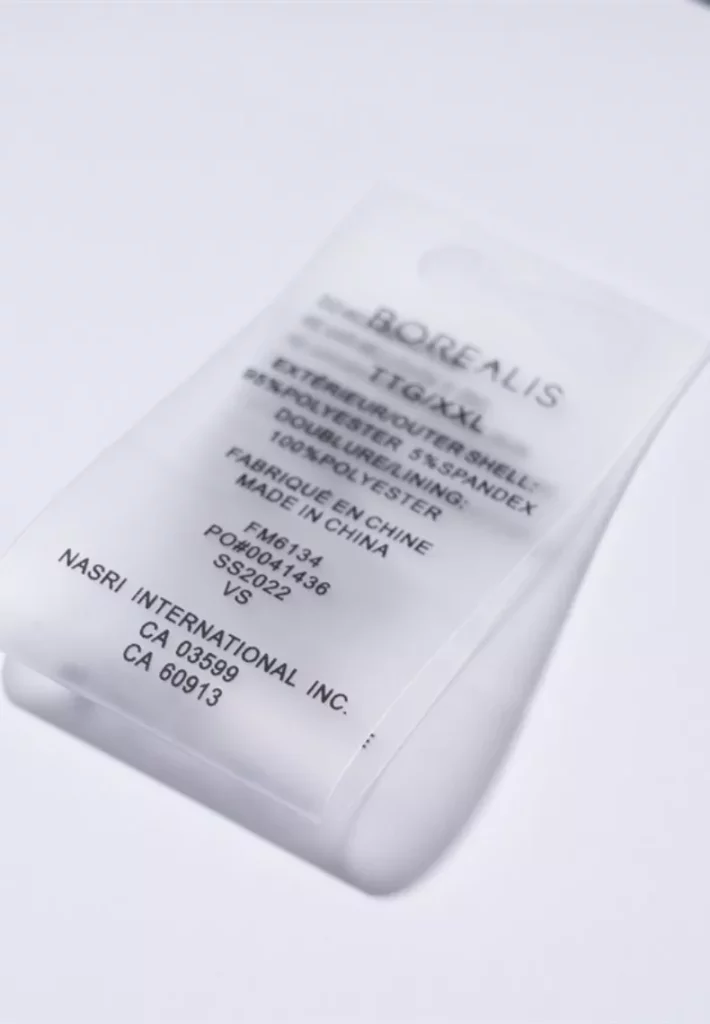 BOREALIS
TTG/XXL
EXTÉRIEUR/OUTER SHELL:
95%POLYESTER 5%SPANDEX
DOUBLURE/LINING:
100%POLYESTER
FABRIQUÉ EN CHINE
MADE IN CHINA
FM6134
PO#0041436
SS2022
VS
NASRI INTERNATIONAL INC.
CA 03599
CA 60913